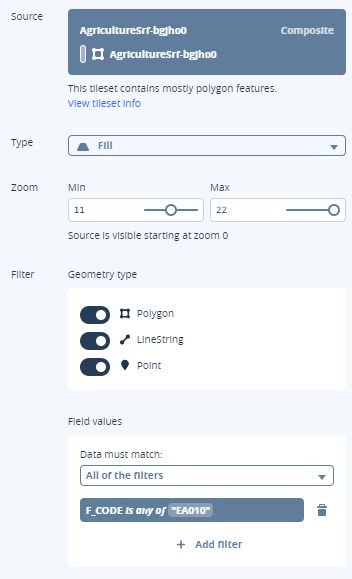 Source
AgricultureSrf-bgjho0 Composite
AgricultureSrf-bgjho0
This tileset contains mostly polygon features.
View tileset info
Type Fill
Zoom Min Max
11 22
Source is visible starting at zoom 0
Filter Geometry type
Polygon
LineString
Point
Field values
Data must match:
All of the filters
F_CODE is any of "EA010"
+ Add filter